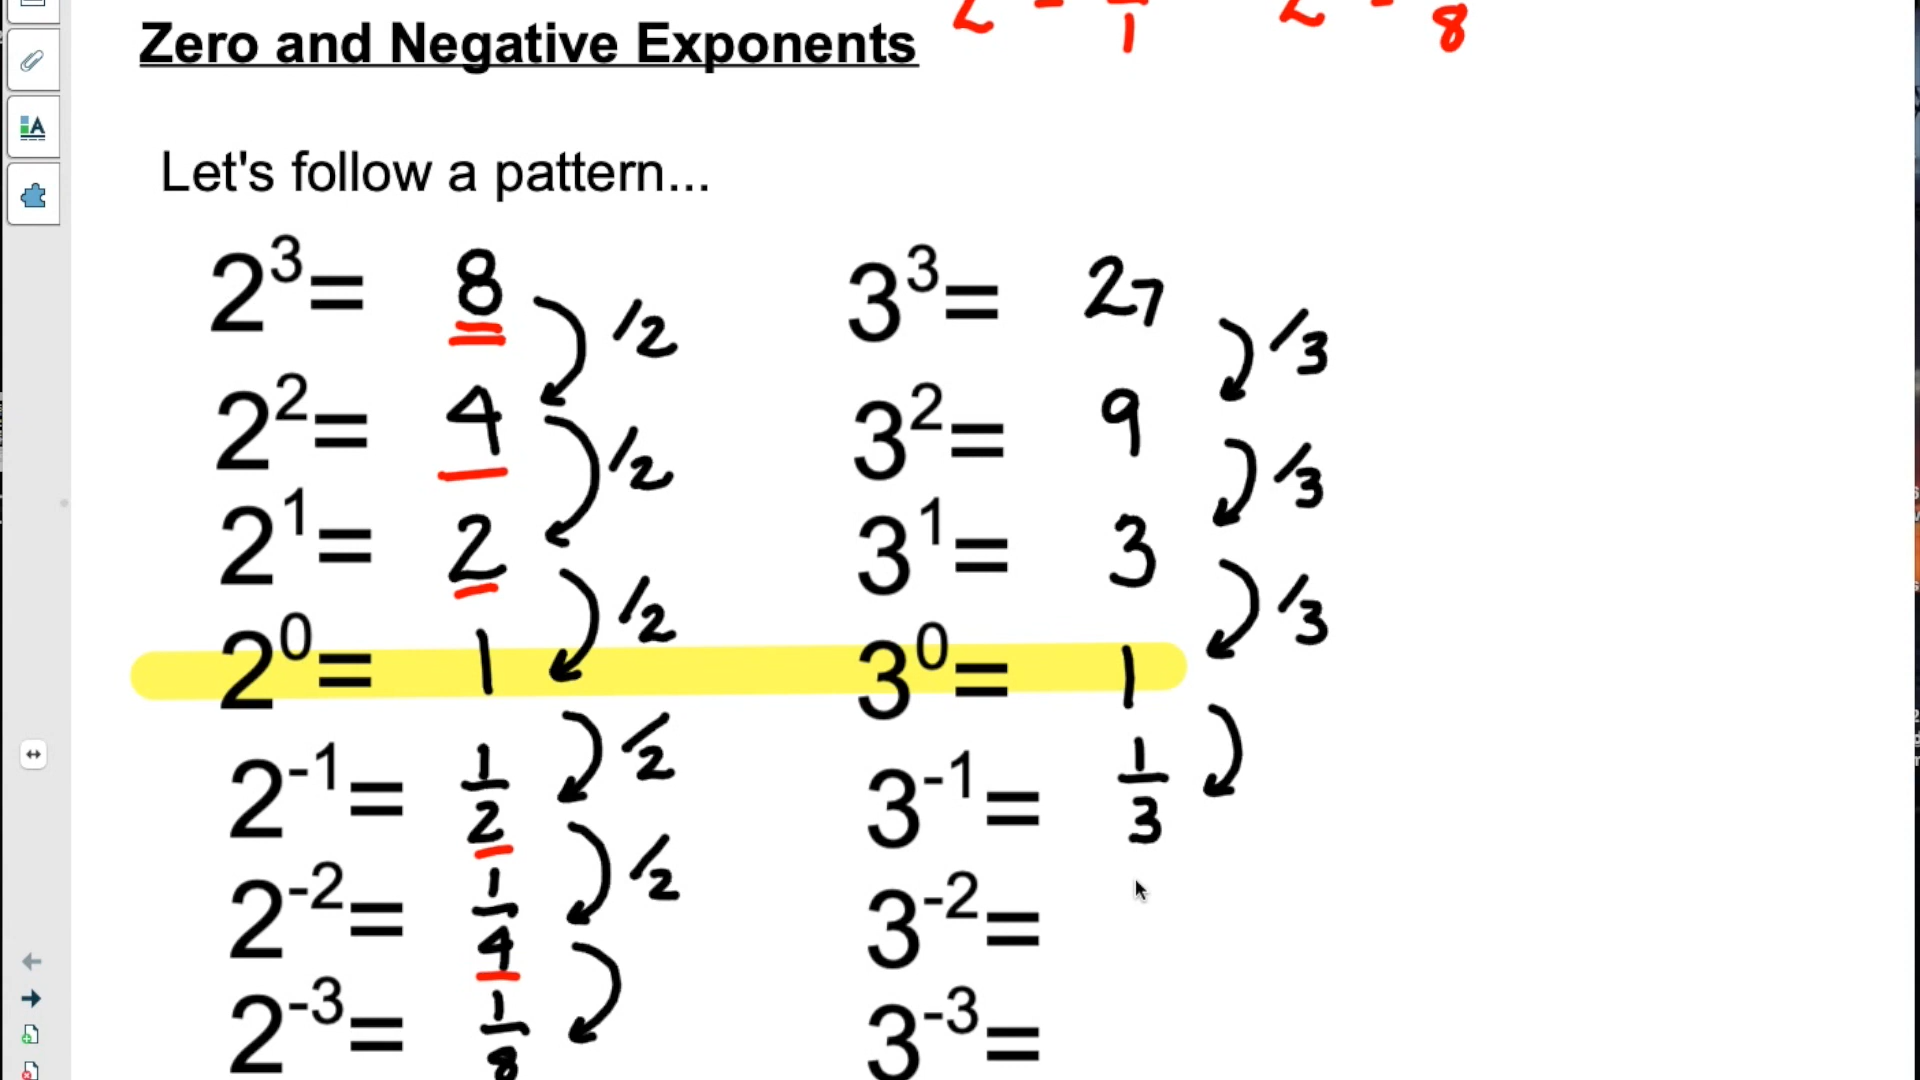 Zero and Negative Exponents
Let's follow a pattern...
2³= 8 /2 3³= 27 /3
2²= 4 /2 3²= 9 /3
2¹= 2 /2 3¹= 3 /3
2⁰= 1 /2 3⁰= 1
2⁻¹= 1/2 /2 3⁻¹= 1/3
2⁻²= 1/4 /2 3⁻²=
2⁻³= 1/8 3⁻³=